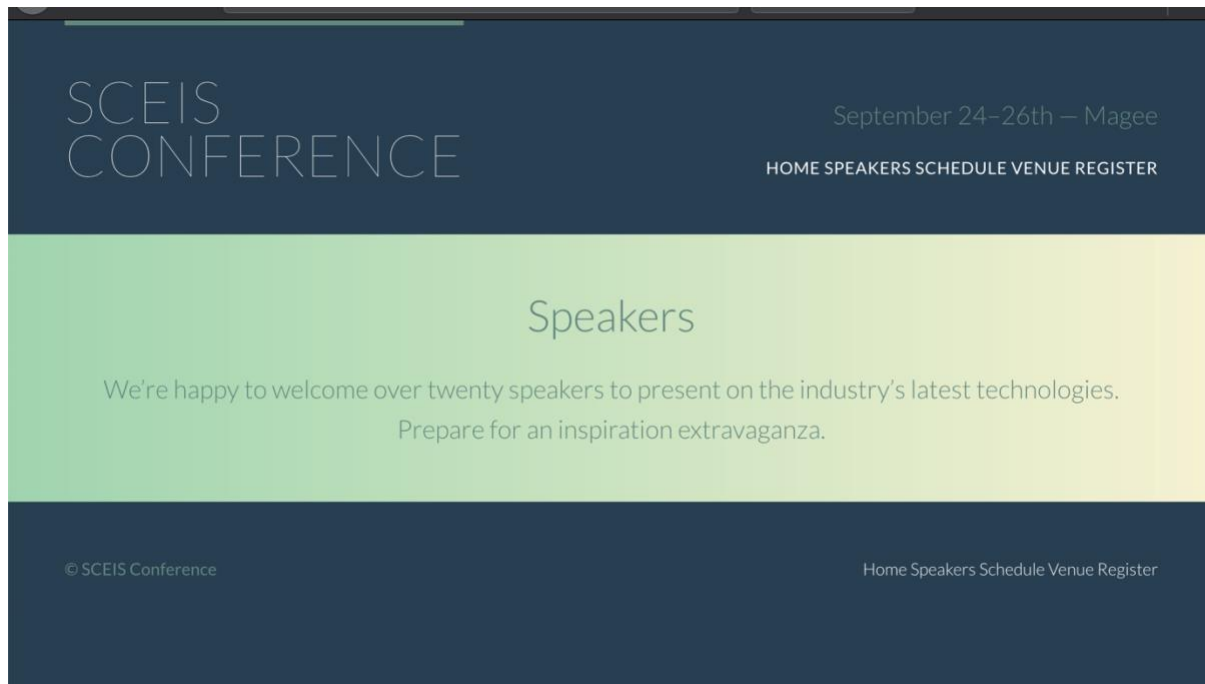 SCEIS
CONFERENCE
September 24–26th — Magee
HOME SPEAKERS SCHEDULE VENUE REGISTER
Speakers
We’re happy to welcome over twenty speakers to present on the industry’s latest technologies.
Prepare for an inspiration extravaganza.
© SCEIS Conference
Home Speakers Schedule Venue Register